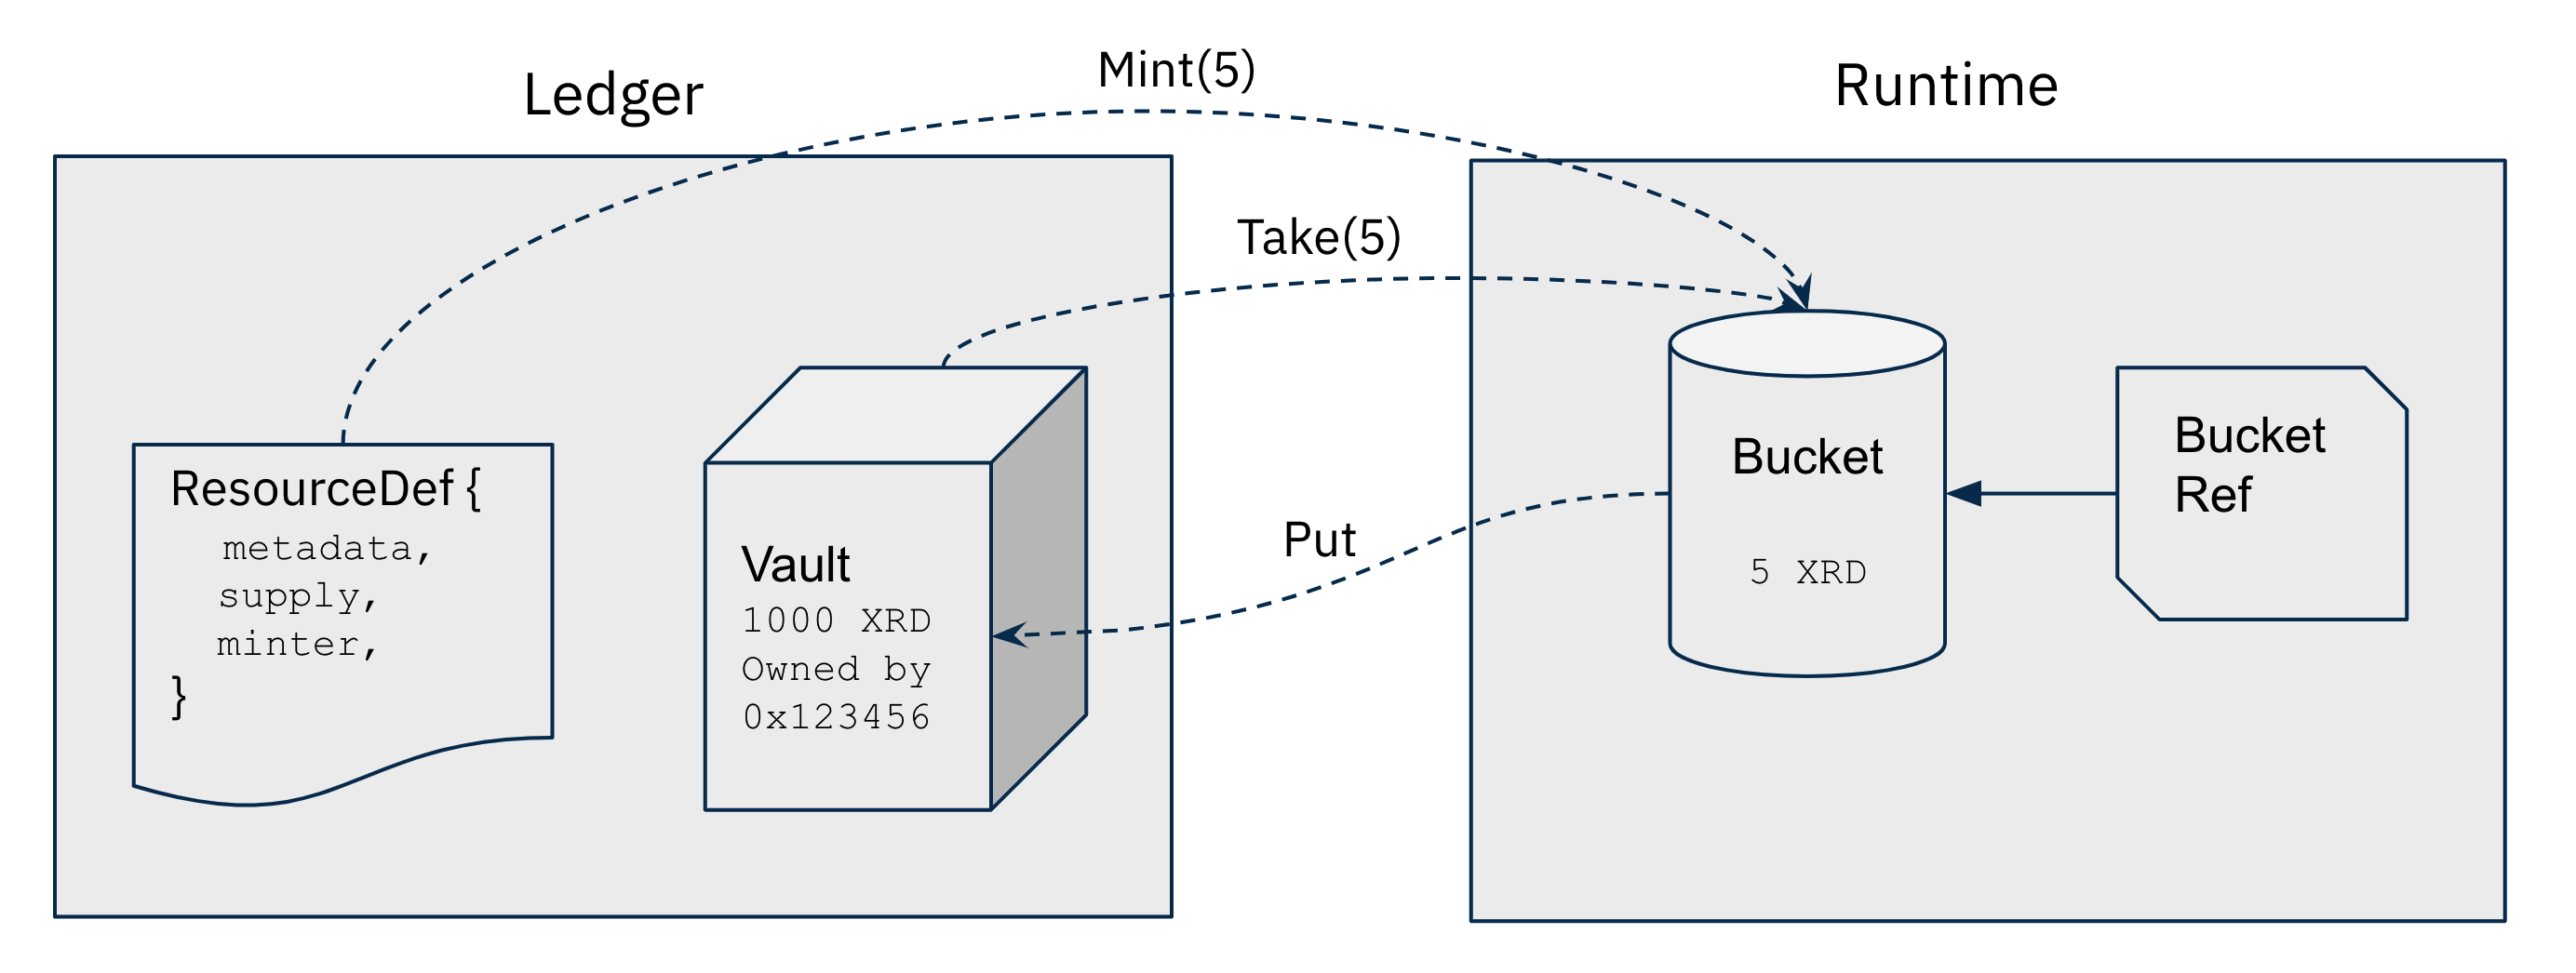 Ledger
Mint(5)
Runtime
Take(5)
ResourceDef {
metadata,
supply,
minter,
}
Vault
1000 XRD
Owned by
0x123456
Put
Bucket
5 XRD
Bucket
Ref